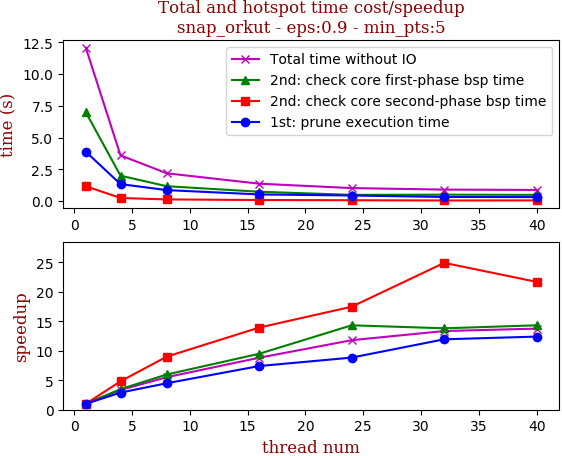 Total and hotspot time cost/speedup
snap_orkut - eps:0.9 - min_pts:5
time (s)
12.5
10.0
7.5
5.0
2.5
0.0
Total time without IO
2nd: check core first-phase bsp time
2nd: check core second-phase bsp time
1st: prune execution time
0 5 10 15 20 25 30 35 40
speedup
25
20
15
10
5
0
0 5 10 15 20 25 30 35 40
thread num